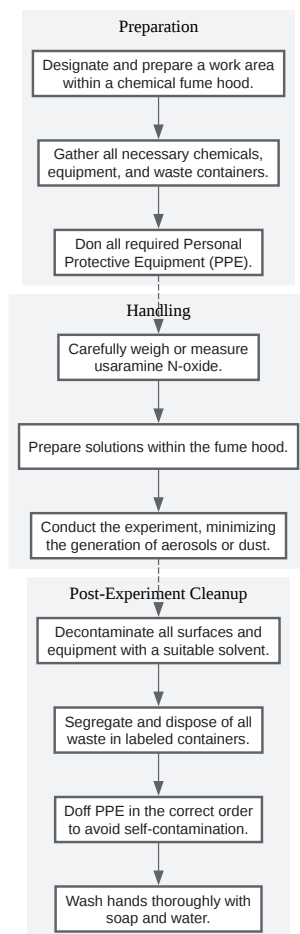 Preparation
Designate and prepare a work area
within a chemical fume hood.
Gather all necessary chemicals,
equipment, and waste containers.
Don all required Personal
Protective Equipment (PPE).
Handling
Carefully weigh or measure
usaramine N-oxide.
Prepare solutions within the fume hood.
Conduct the experiment, minimizing
the generation of aerosols or dust.
Post-Experiment Cleanup
Decontaminate all surfaces and
equipment with a suitable solvent.
Segregate and dispose of all
waste in labeled containers.
Doff PPE in the correct order
to avoid self-contamination.
Wash hands thoroughly with
soap and water.